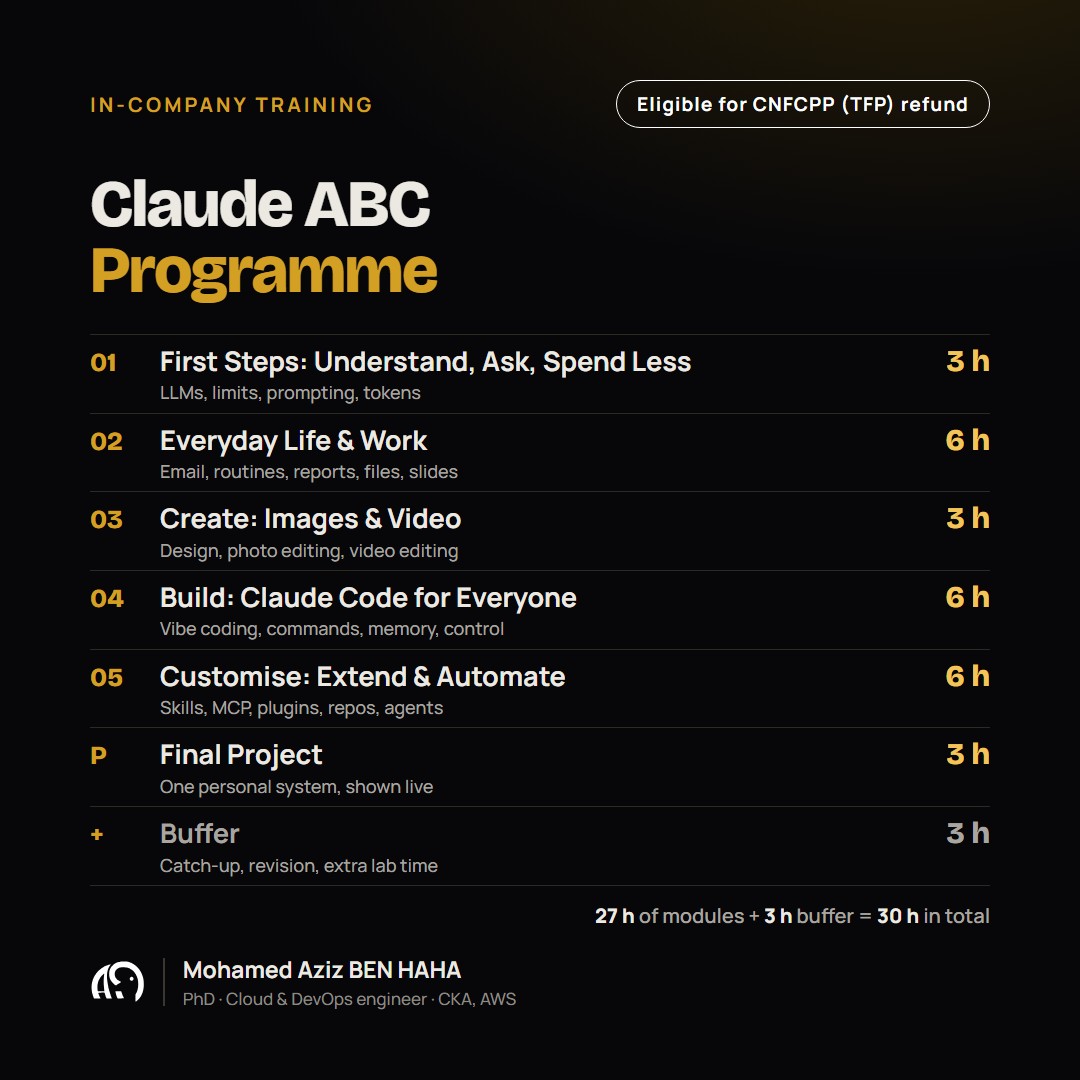 IN-COMPANY TRAINING
Eligible for CNFCPP (TFP) refund
Claude ABC
Programme
01 First Steps: Understand, Ask, Spend Less 3 h
LLMs, limits, prompting, tokens
02 Everyday Life & Work 6 h
Email, routines, reports, files, slides
03 Create: Images & Video 3 h
Design, photo editing, video editing
04 Build: Claude Code for Everyone 6 h
Vibe coding, commands, memory, control
05 Customise: Extend & Automate 6 h
Skills, MCP, plugins, repos, agents
P Final Project 3 h
One personal system, shown live
+ Buffer 3 h
Catch-up, revision, extra lab time
27 h of modules + 3 h buffer = 30 h in total
Mohamed Aziz BEN HAHA
PhD · Cloud & DevOps engineer · CKA, AWS